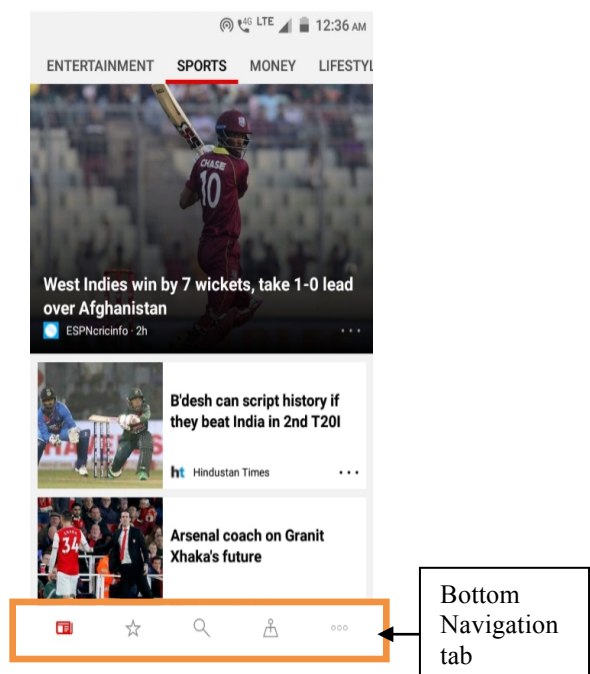 4G LTE 12:36 AM
ENTERTAINMENT SPORTS MONEY LIFESTYL
CHASE
10
West Indies win by 7 wickets, take 1-0 lead
over Afghanistan
ESPNcricinfo · 2h
B'desh can script history if
they beat India in 2nd T20I
ht Hindustan Times
34
Arsenal coach on Granit
Xhaka's future
Bottom
Navigation
tab